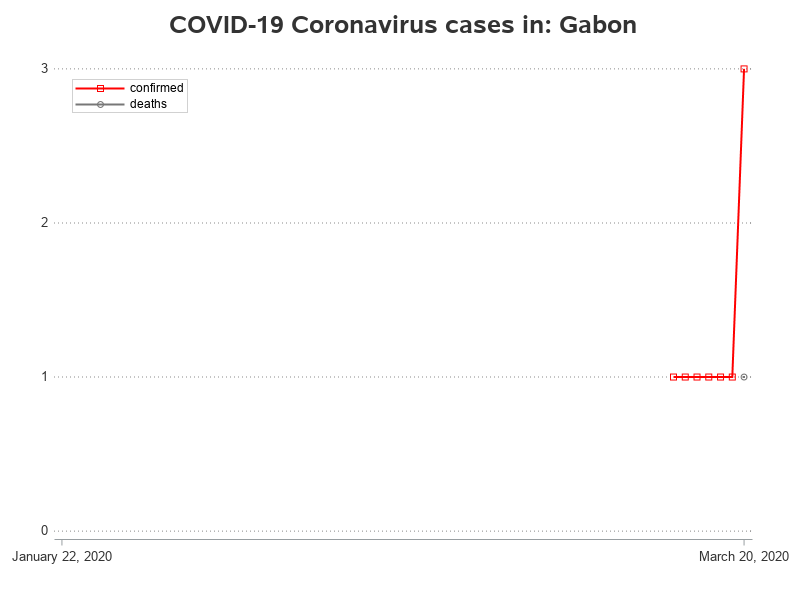 COVID-19 Coronavirus cases in: Gabon
3
confirmed
deaths
2
1
0
January 22, 2020
March 20, 2020